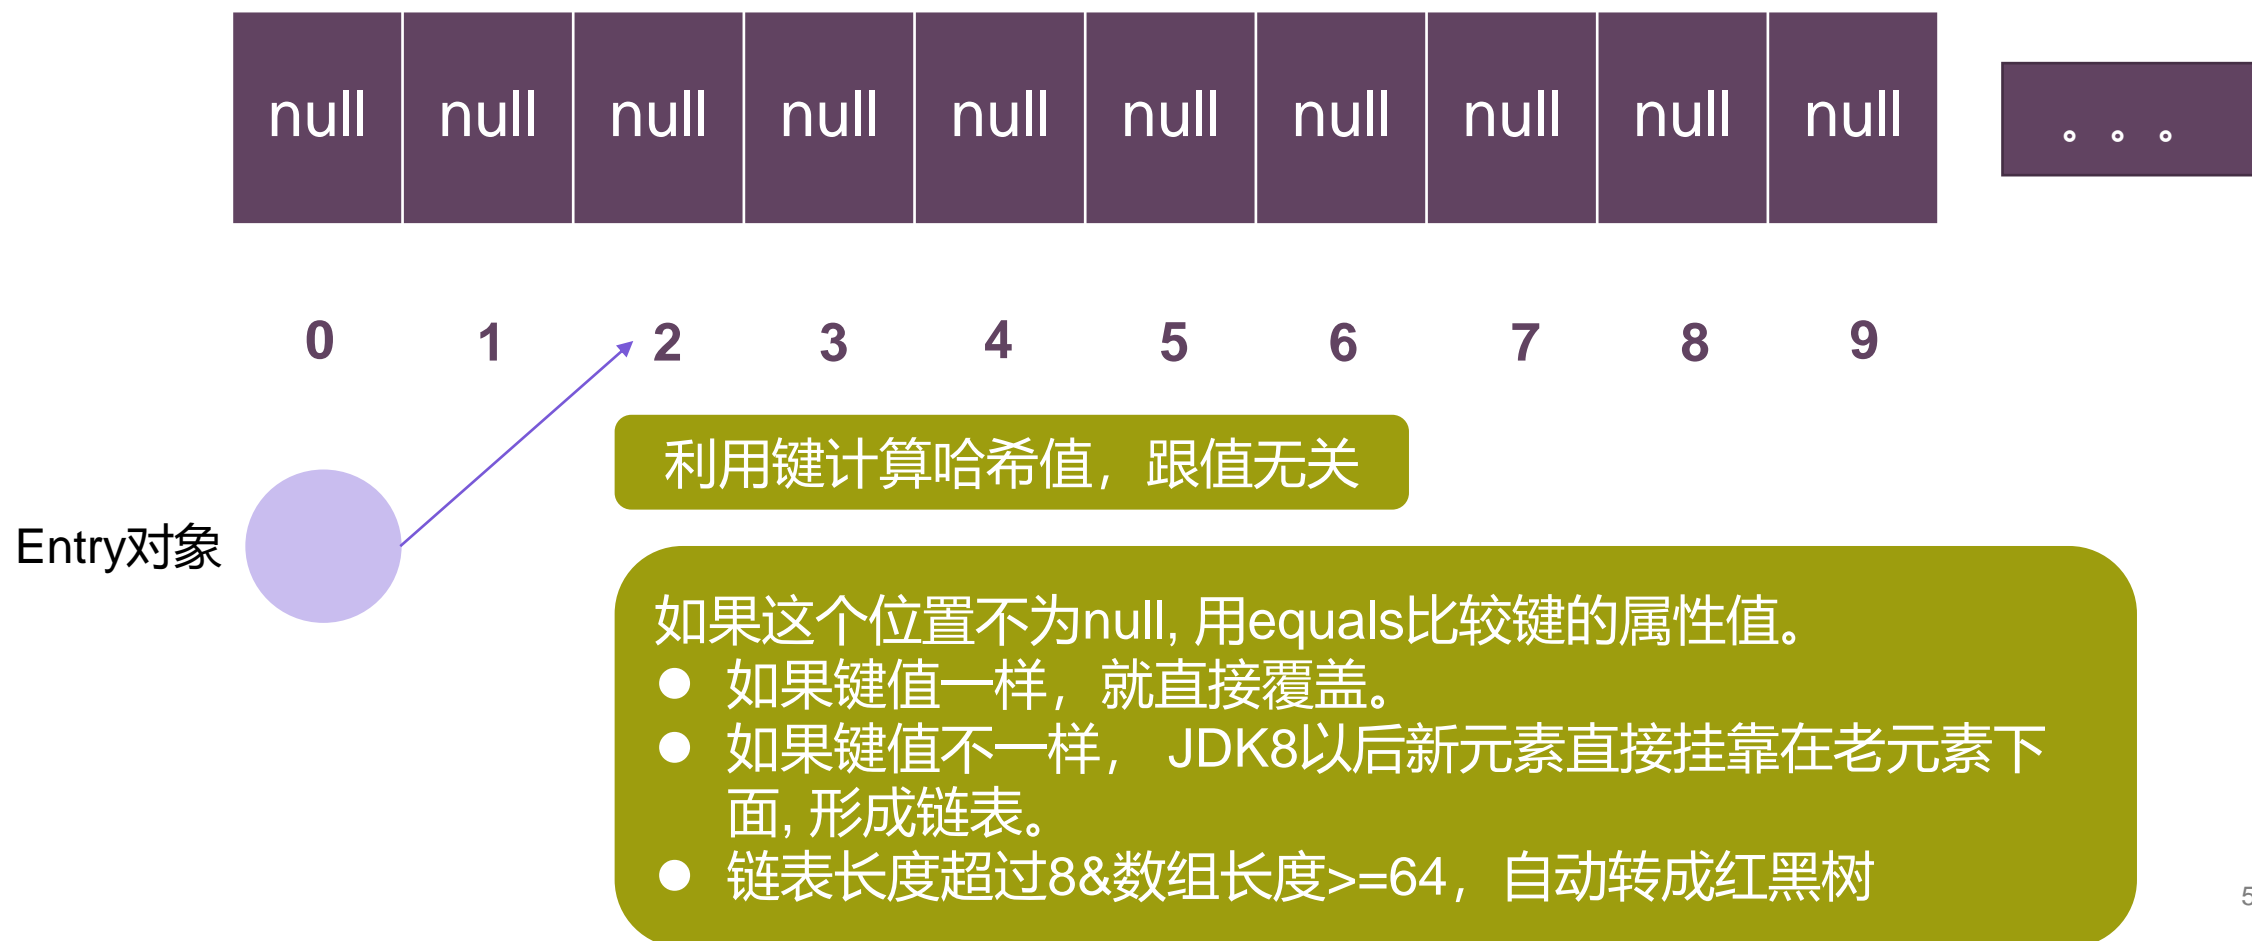 null null null null null null null null null null 。。。
0 1 2 3 4 5 6 7 8 9
利用键计算哈希值，跟值无关
Entry对象
如果这个位置不为null, 用equals比较键的属性值。
● 如果键值一样，就直接覆盖。
● 如果键值不一样， JDK8以后新元素直接挂靠在老元素下
面, 形成链表。
● 链表长度超过8&数组长度>=64，自动转成红黑树
5